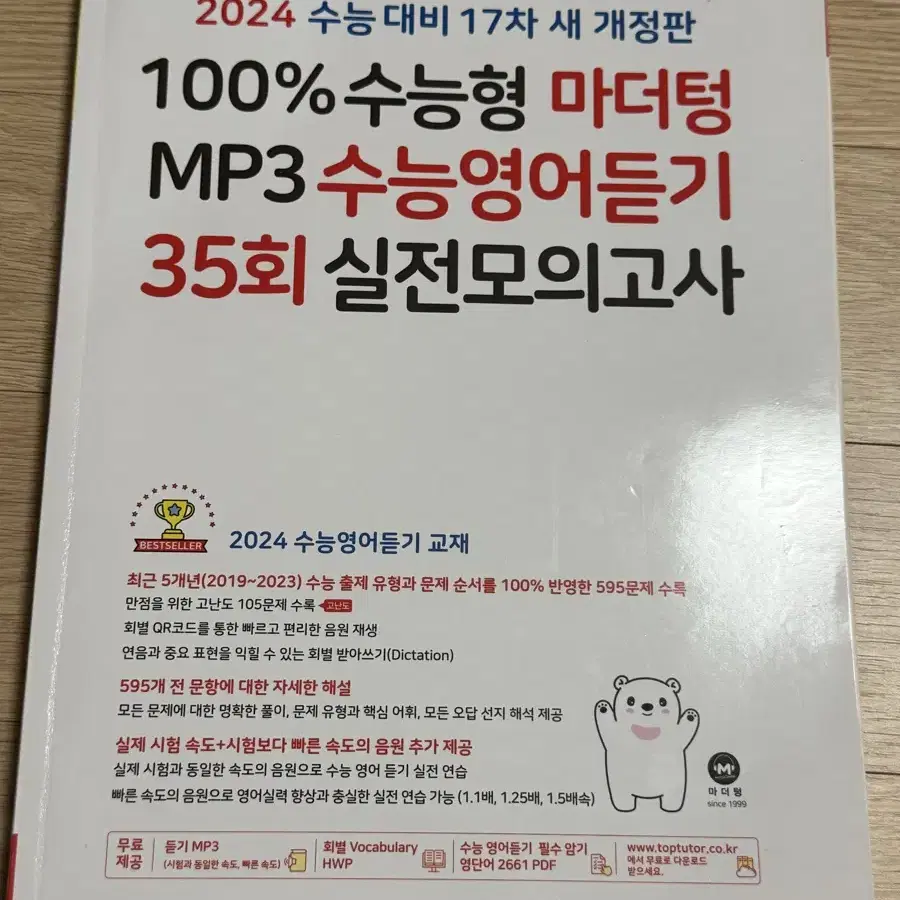 2024 수능 대비 17차 새 개정판
100% 수능형 마더텅
MP3 수능영어듣기
35회 실전모의고사
BESTSELLER
2024 수능영어듣기 교재
최근 5개년(2019~2023) 수능 출제 유형과 문제 순서를 100% 반영한 595문제 수록
만점을 위한 고난도 105문제 수록 고난도
회별 QR코드를 통한 빠르고 편리한 음원 재생
연음과 중요 표현을 익힐 수 있는 회별 받아쓰기(Dictation)
595개 전 문항에 대한 자세한 해설
모든 문제에 대한 명확한 풀이, 문제 유형과 핵심 어휘, 모든 오답 선지 해석 제공
실제 시험 속도+시험보다 빠른 속도의 음원 추가 제공
실제 시험과 동일한 속도의 음원으로 수능 영어 듣기 실전 연습
빠른 속도의 음원으로 영어실력 향상과 충실한 실전 연습 가능 (1.1배, 1.25배, 1.5배속)
M
마더텅
since 1999
무료
제공
듣기 MP3
(시험과 동일한 속도, 빠른 속도)
회별 Vocabulary
HWP
수능 영어듣기 필수 암기
영단어 2661 PDF
www.toptutor.co.kr
에서 무료로 다운로드
받으세요.